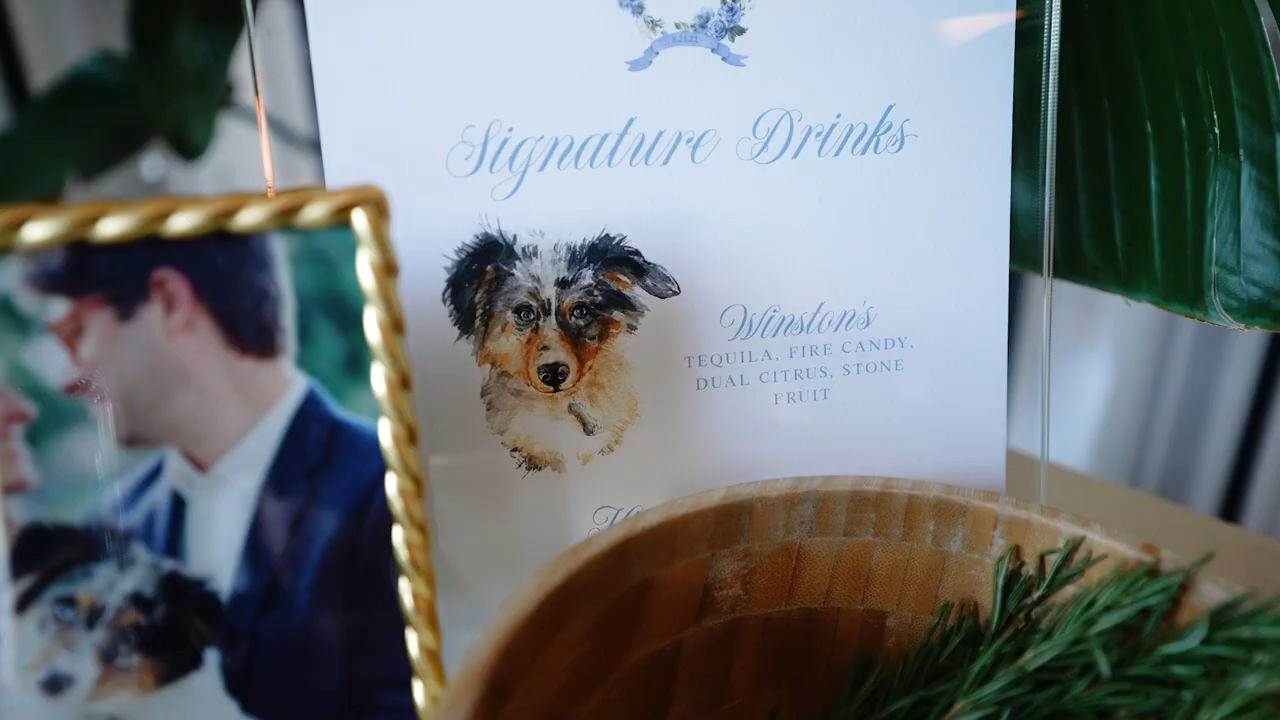 Signature Drinks
Winston's
TEQUILA, FIRE CANDY,
DUAL CITRUS, STONE
FRUIT